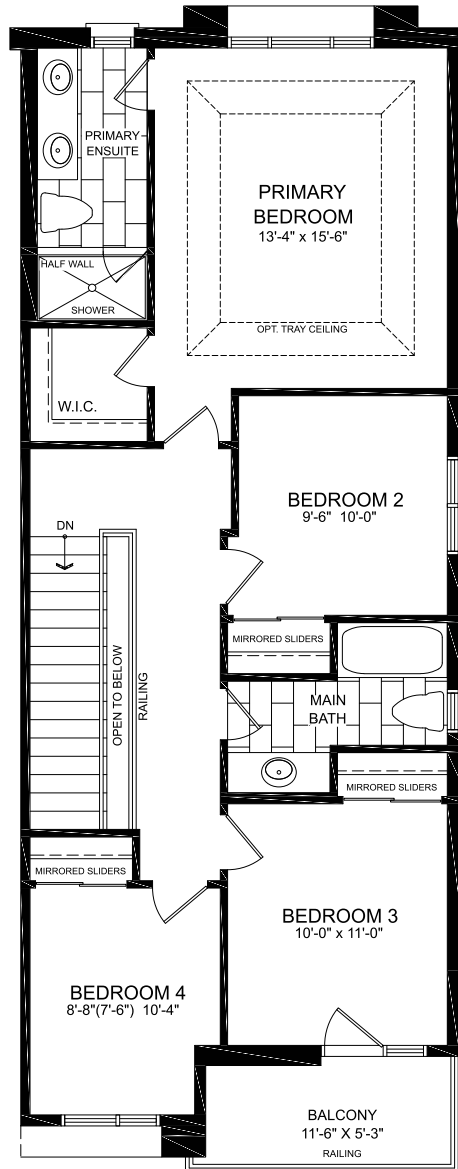 PRIMARY
ENSUITE
PRIMARY
BEDROOM
13'-4" x 15'-6"
HALF WALL
SHOWER
OPT. TRAY CEILING
W.I.C.
BEDROOM 2
9'-6" 10'-0"
DN
MIRRORED SLIDERS
OPEN TO BELOW
RAILING
MAIN
BATH
MIRRORED SLIDERS
MIRRORED SLIDERS
BEDROOM 3
10'-0" x 11'-0"
BEDROOM 4
8'-8"(7'-6") 10'-4"
BALCONY
11'-6" X 5'-3"
RAILING